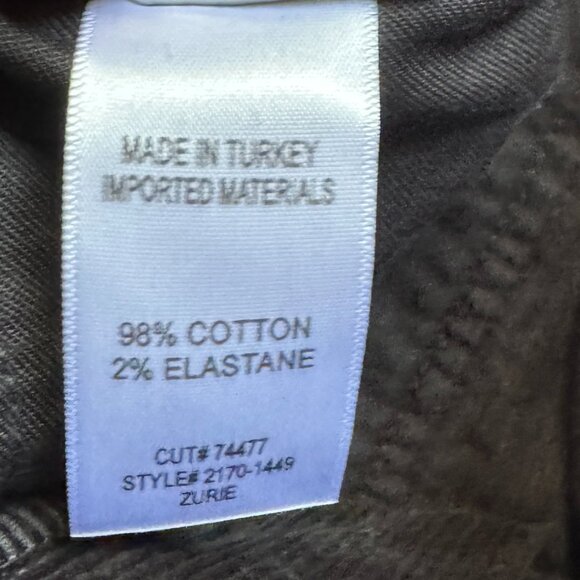 MADE IN TURKEY
IMPORTED MATERIALS
98% COTTON
2% ELASTANE
CUT# 74477
STYLE# 2170-1449
ZURIE